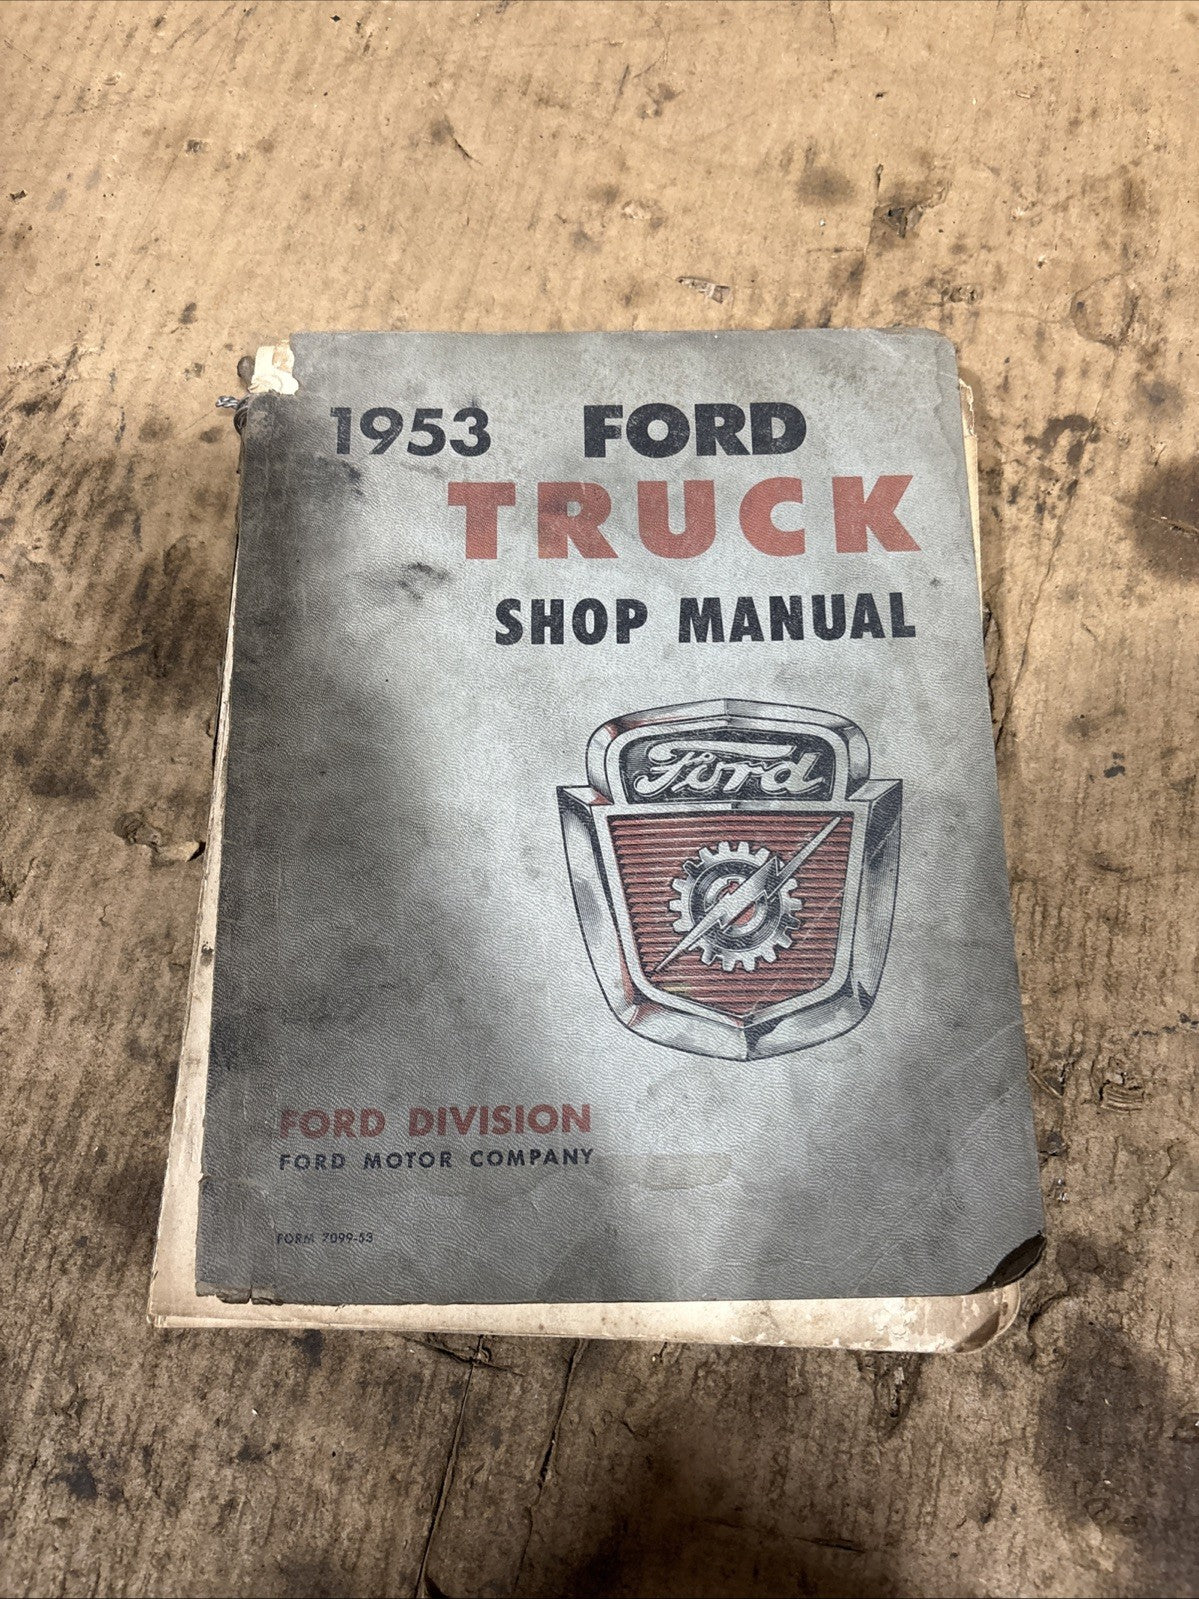 1953 FORD
TRUCK
SHOP MANUAL
Ford
FORD DIVISION
FORD MOTOR COMPANY
FORM 7099-53